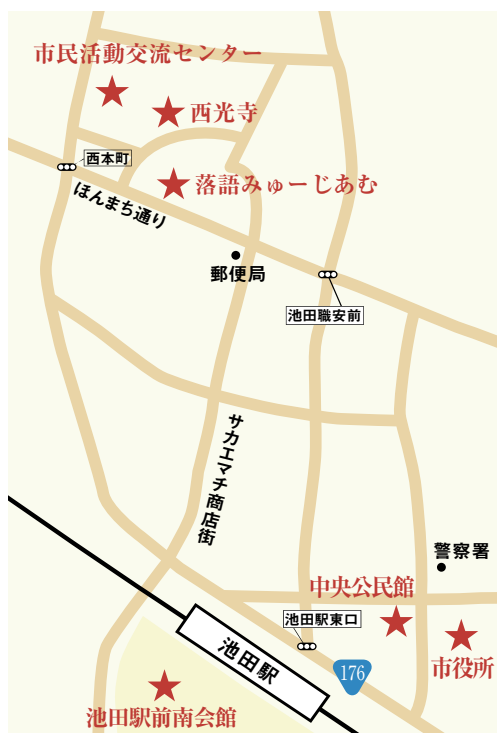 市民活動交流センター
西光寺
西本町
落語みゅーじあむ
ほんまち通り
郵便局
池田職安前
サカエマチ商店街
警察署
中央公民館
池田駅東口
市役所
池田駅
176
池田駅前南会館